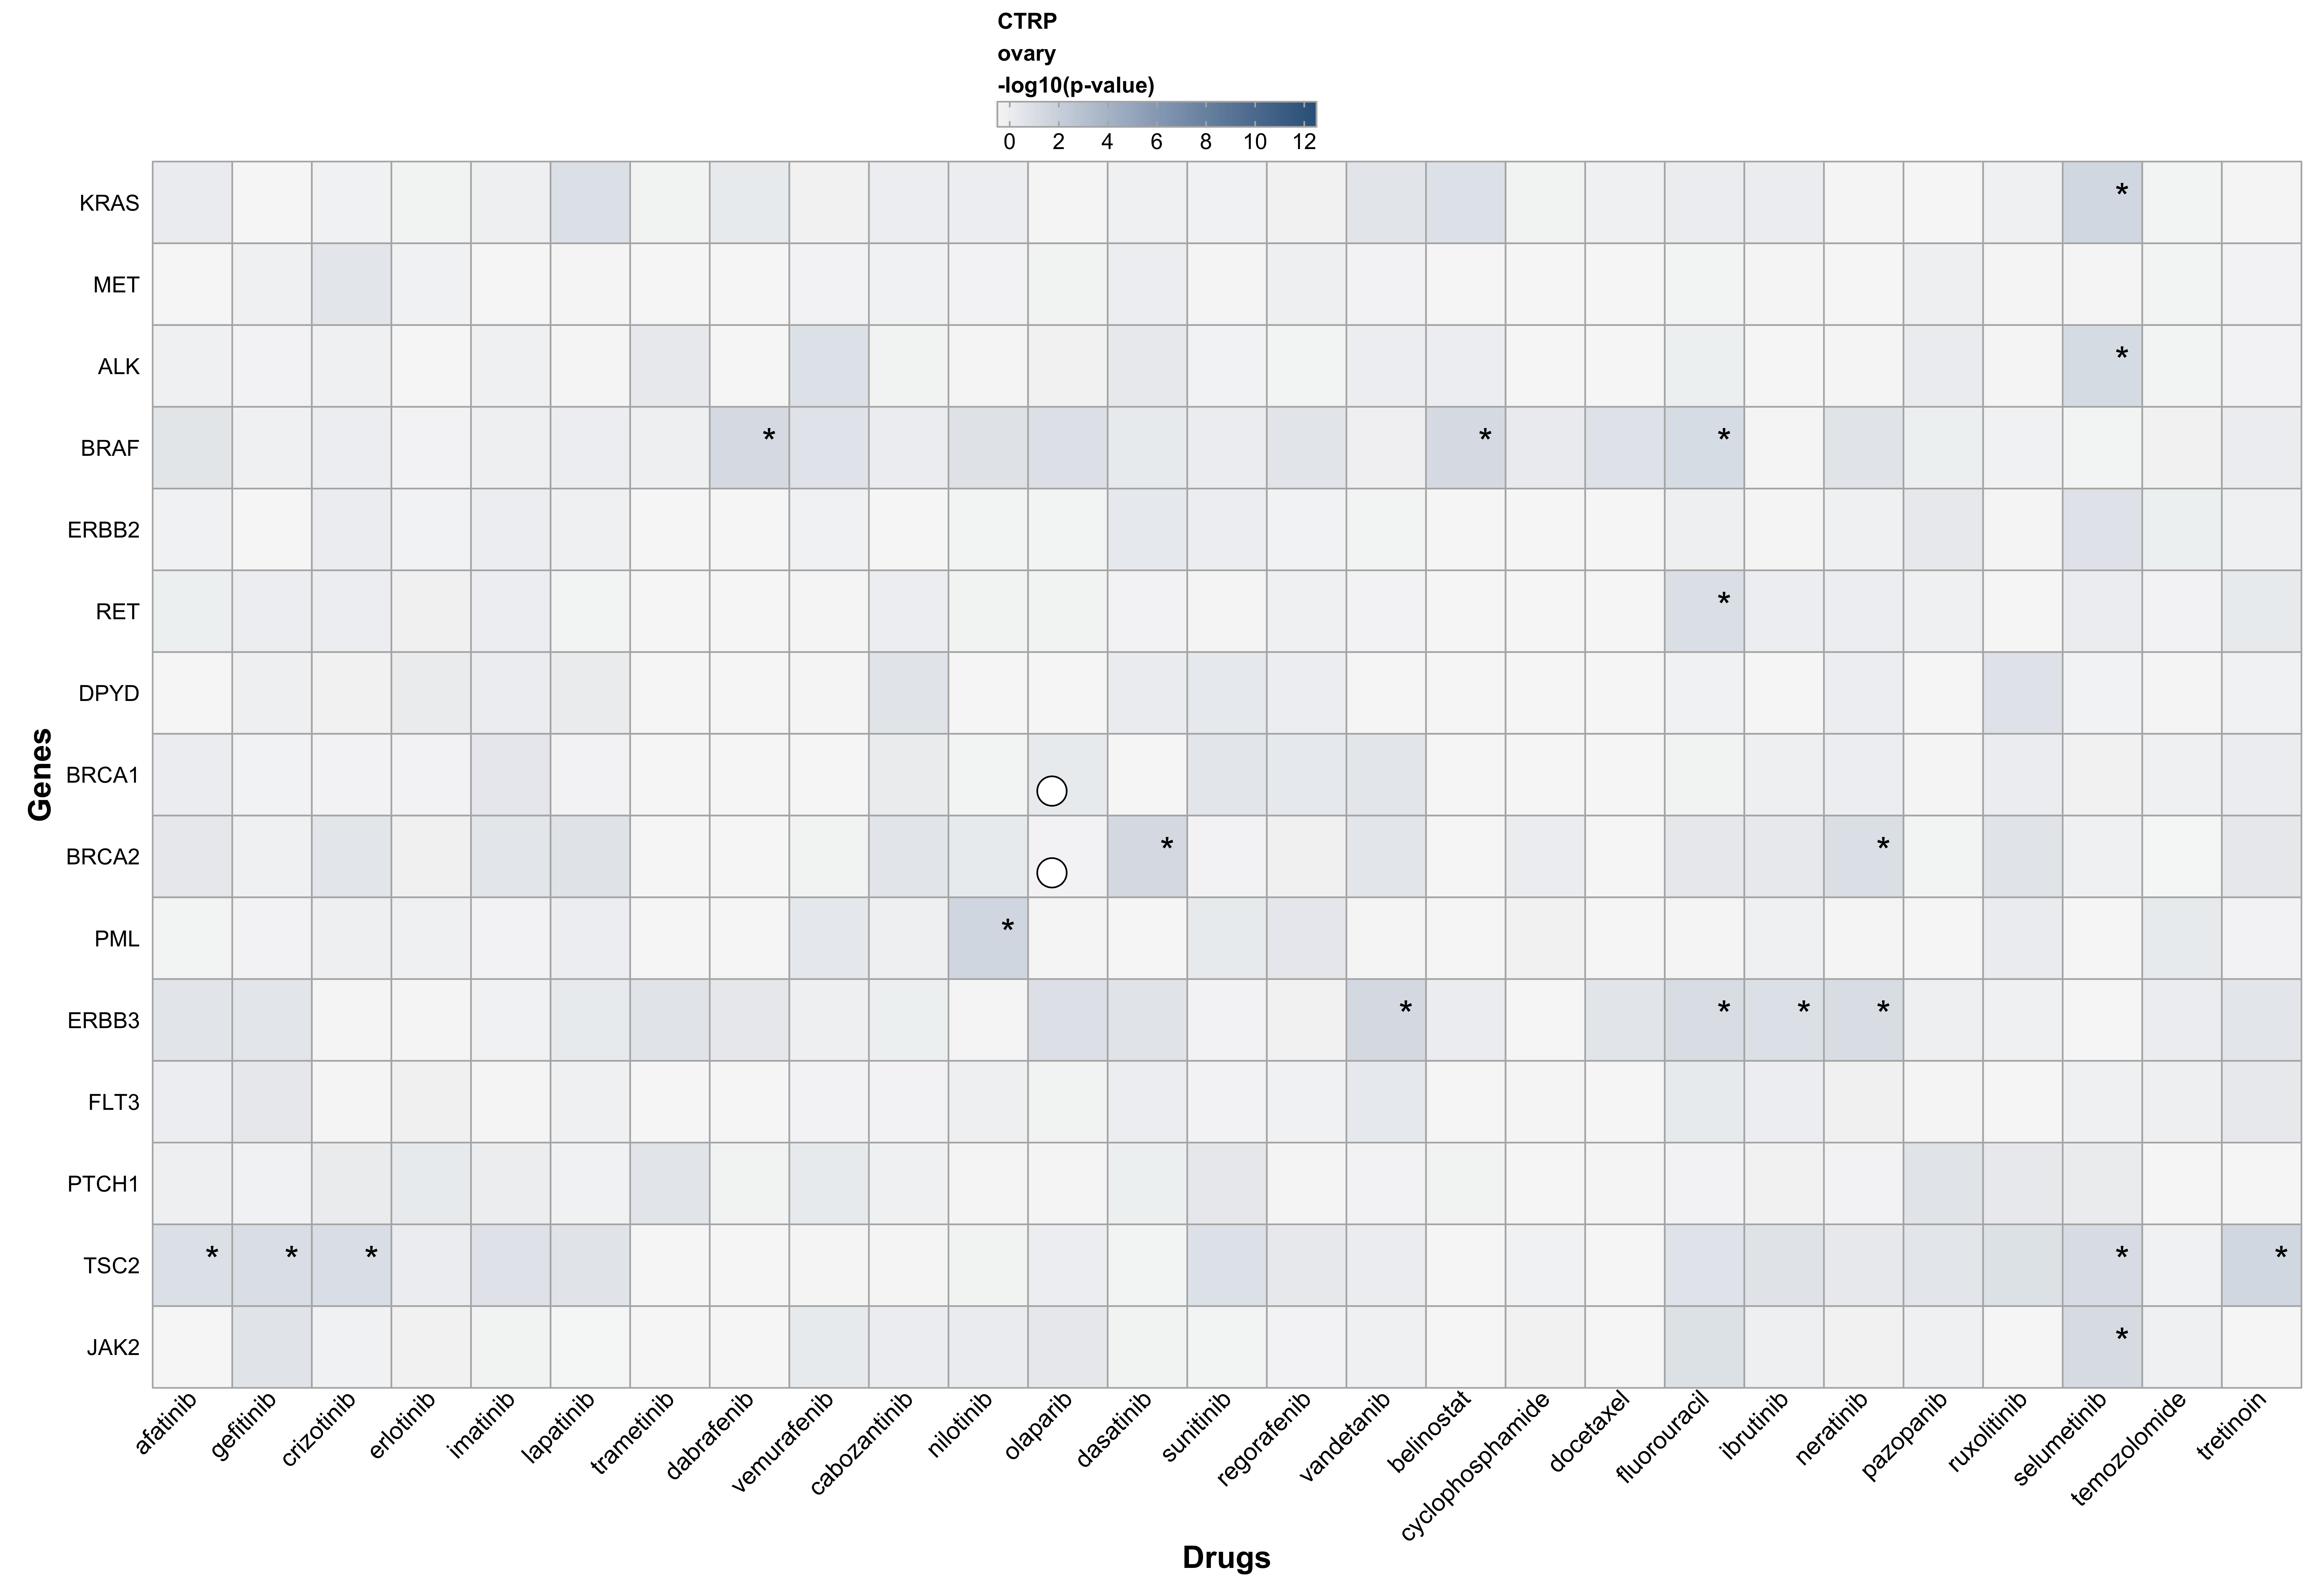 CTRP
ovary
-log10(p-value)
0 2 4 6 8 10 12
Genes
KRAS *
MET
ALK *
BRAF * * *
ERBB2
RET *
DPYD
BRCA1
BRCA2 * *
PML *
ERBB3 * * * *
FLT3
PTCH1
TSC2 * * * * *
JAK2 *
afatinib gefitinib crizotinib erlotinib imatinib lapatinib trametinib dabrafenib vemurafenib cabozantinib nilotinib olaparib dasatinib sunitinib regorafenib vandetanib belinostat cyclophosphamide docetaxel fluorouracil ibrutinib neratinib pazopanib ruxolitinib selumetinib temozolomide tretinoin
Drugs